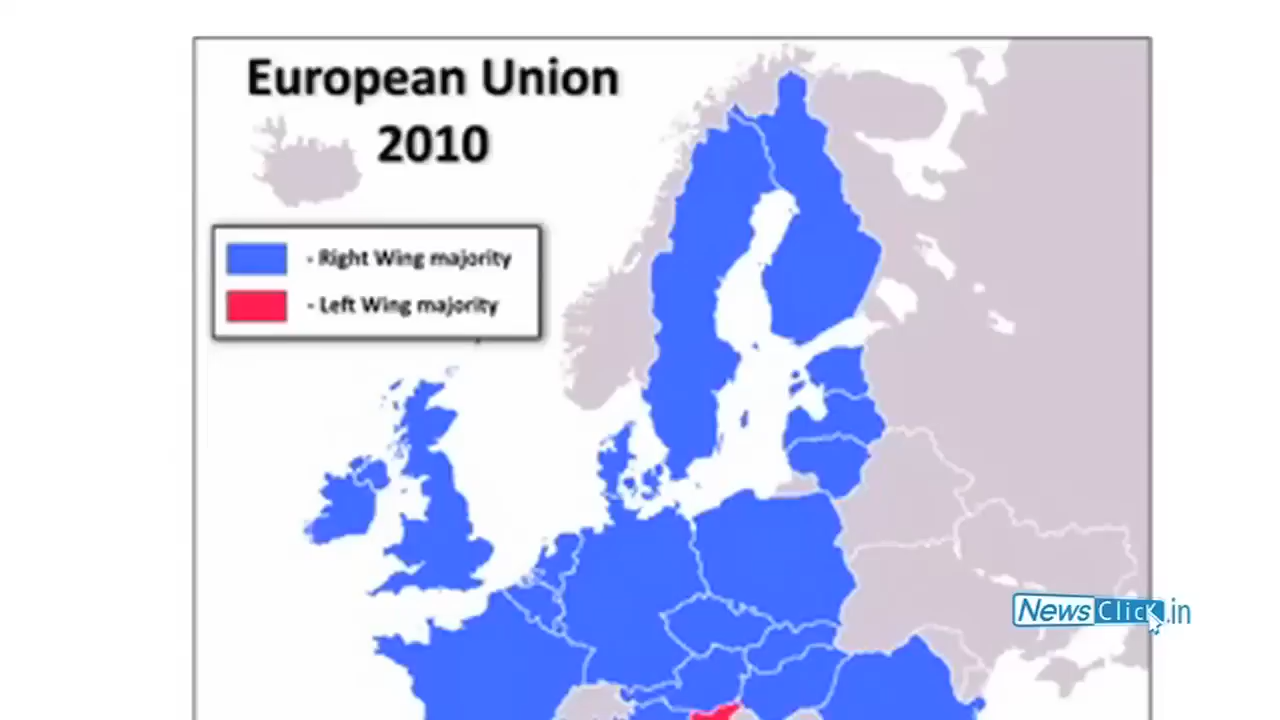 European Union
2010
- Right Wing majority
- Left Wing majority
NewsClick.in